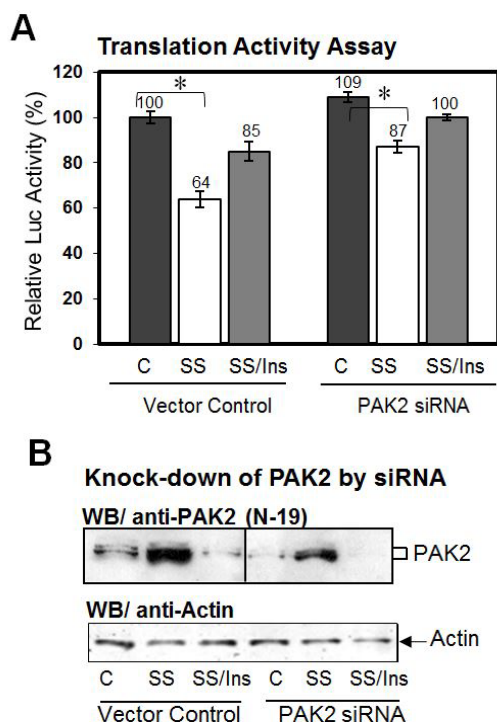 A
Translation Activity Assay
Relative Luc Activity (%)
120
100
80
60
40
20
0
100
*
64
85
109
*
87
100
C SS SS/Ins C SS SS/Ins
Vector Control PAK2 siRNA
B
Knock-down of PAK2 by siRNA
WB/ anti-PAK2 (N-19)
PAK2
WB/ anti-Actin
Actin
C SS SS/Ins C SS SS/Ins
Vector Control PAK2 siRNA